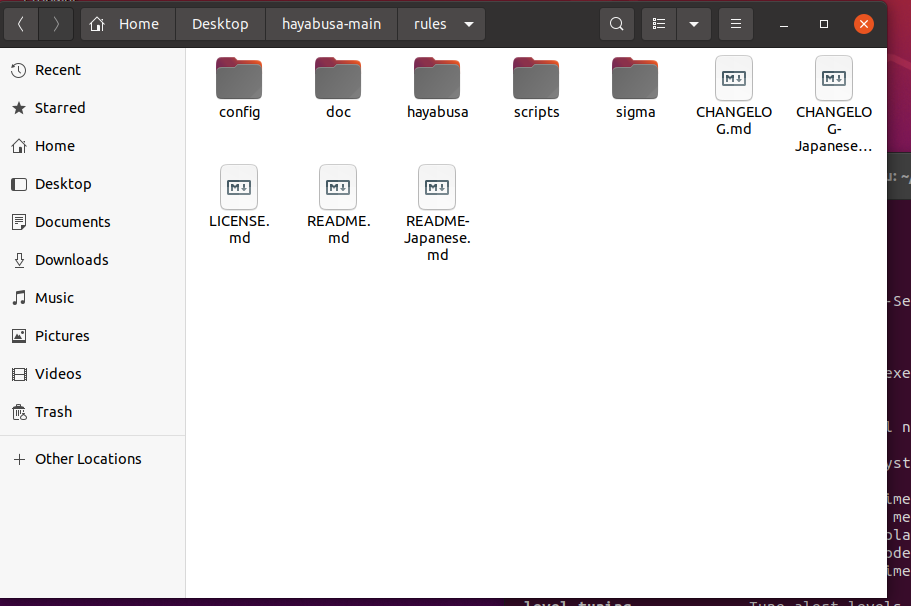 Home Desktop hayabusa-main rules
Recent
Starred
Home
Desktop
Documents
Downloads
Music
Pictures
Videos
Trash
Other Locations
config doc hayabusa scripts sigma CHANGELO CHANGELO
G.md G-
Japanese...
LICENSE. README. README-
md md Japanese.
md
u: ~/
-Se
exe
l n
yst
ime
me
pla
ode
ime
level-tuning Tune alert levels